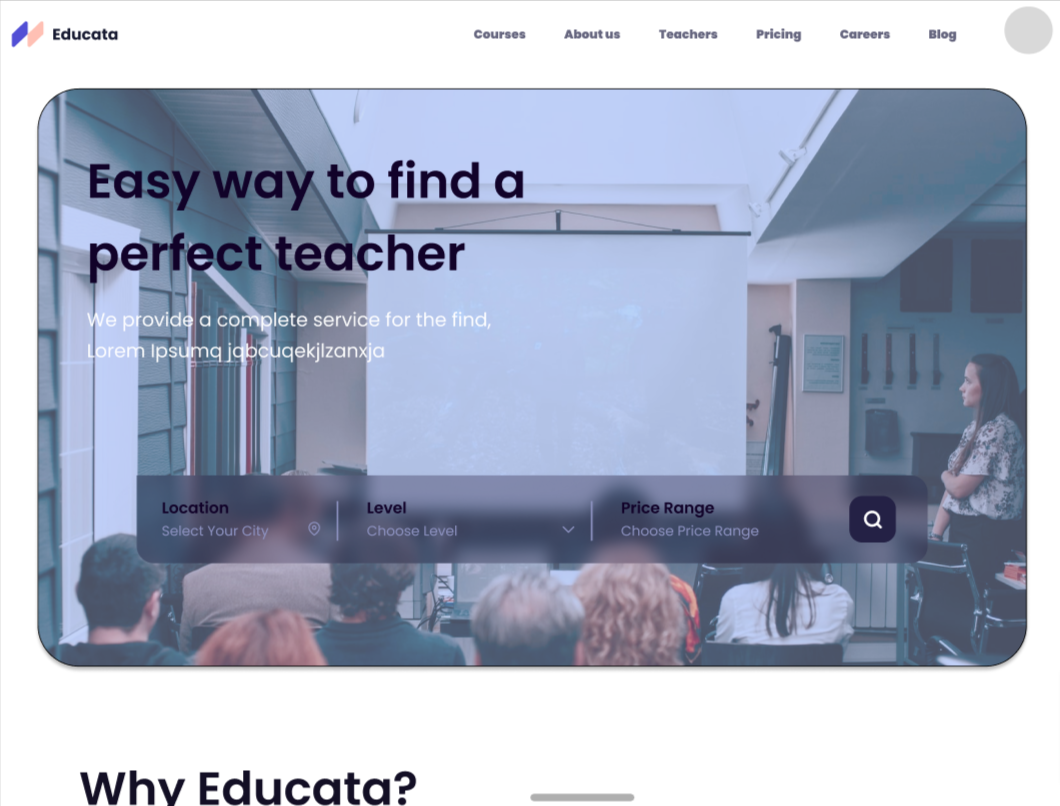 Educata
Courses About us Teachers Pricing Careers Blog
Easy way to find a
perfect teacher
We provide a complete service for the find,
Lorem Ipsumq jqbcuqekjlzanxja
Location Level Price Range
Select Your City Choose Level Choose Price Range
Why Educata?